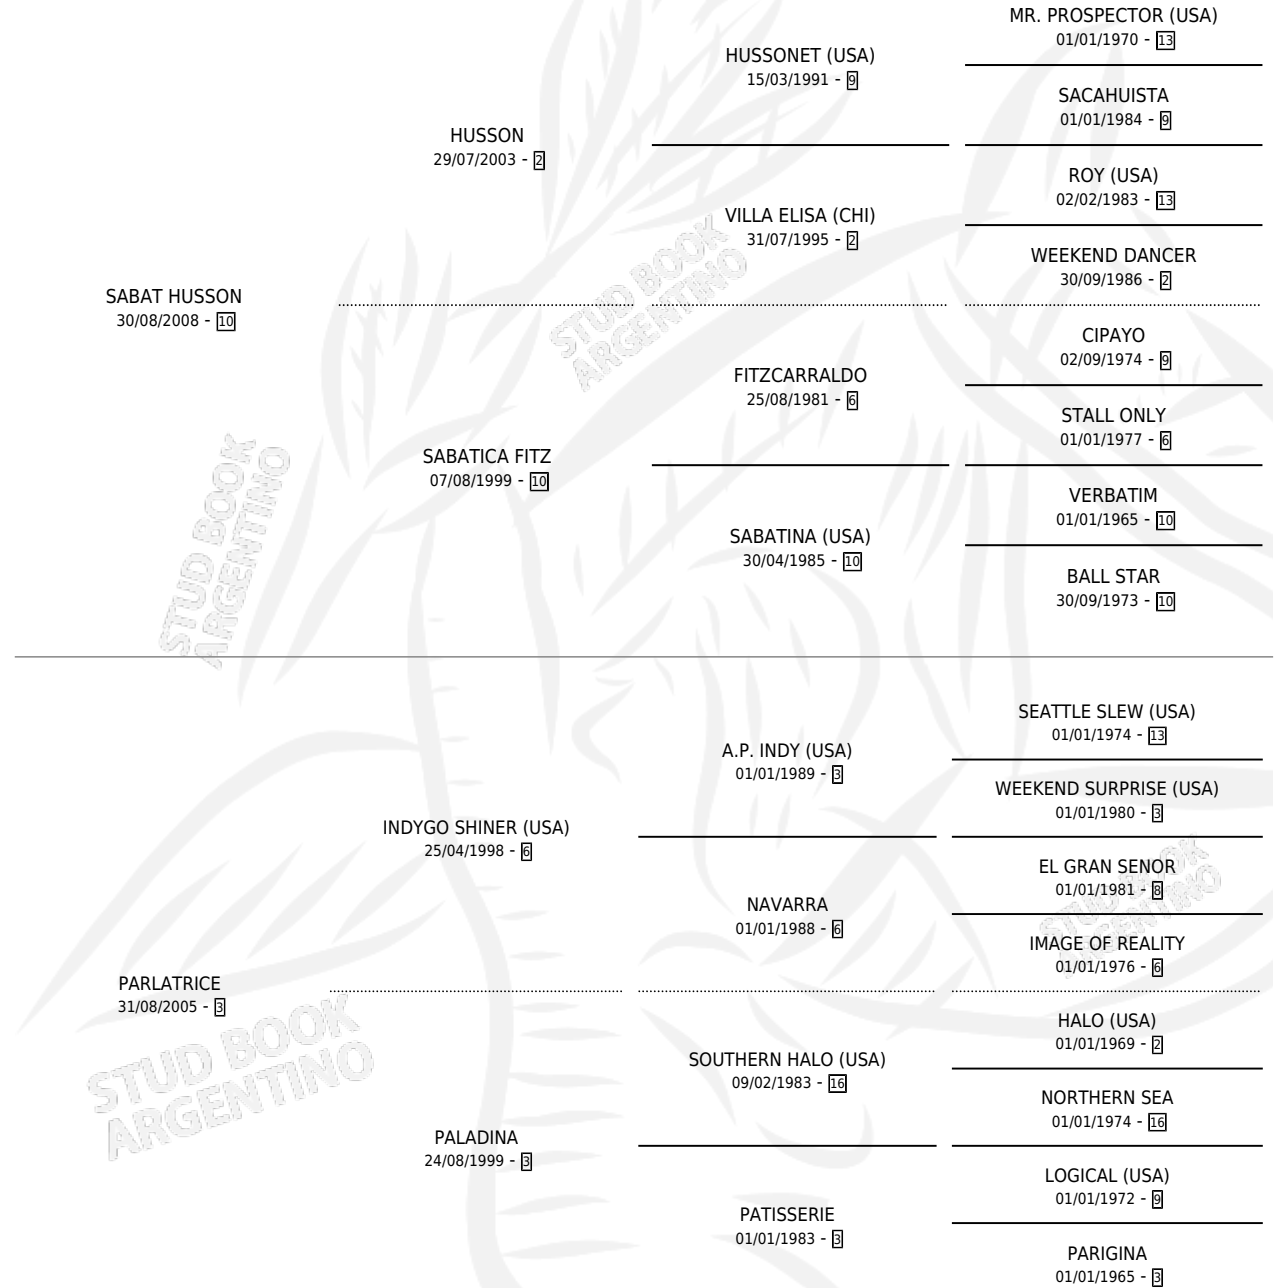 MR. PROSPECTOR (USA)
01/01/1970 - 13
HUSSONET (USA)
15/03/1991 - 9
SACAHUISTA
01/01/1984 - 9
HUSSON
29/07/2003 - 2
ROY (USA)
02/02/1983 - 13
VILLA ELISA (CHI)
31/07/1995 - 2
WEEKEND DANCER
30/09/1986 - 2
SABAT HUSSON
30/08/2008 - 10
CIPAYO
02/09/1974 - 9
FITZCARRALDO
25/08/1981 - 6
STALL ONLY
01/01/1977 - 6
SABATICA FITZ
07/08/1999 - 10
VERBATIM
01/01/1965 - 10
SABATINA (USA)
30/04/1985 - 10
BALL STAR
30/09/1973 - 10
STUD BOOK
ARGENTINO
STUD BOOK
ARGENTINO
SEATTLE SLEW (USA)
01/01/1974 - 13
A.P. INDY (USA)
01/01/1989 - 3
WEEKEND SURPRISE (USA)
01/01/1980 - 3
INDYGO SHINER (USA)
25/04/1998 - 6
EL GRAN SENOR
01/01/1981 - 8
NAVARRA
01/01/1988 - 6
IMAGE OF REALITY
01/01/1976 - 6
STUD BOOK
ARGENTINO
PARLATRICE
31/08/2005 - 3
HALO (USA)
01/01/1969 - 2
SOUTHERN HALO (USA)
09/02/1983 - 16
NORTHERN SEA
01/01/1974 - 16
STUD BOOK
ARGENTINO
PALADINA
24/08/1999 - 3
LOGICAL (USA)
01/01/1972 - 9
PATISSERIE
01/01/1983 - 3
PARIGINA
01/01/1965 - 3